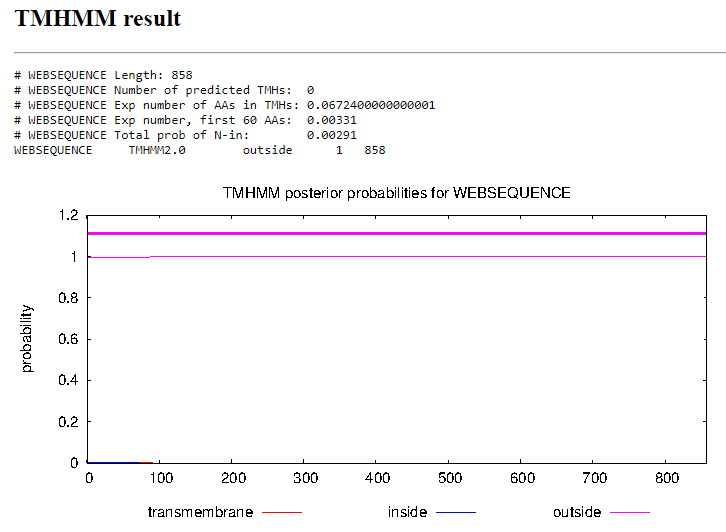 TMHMM result
# WEBSEQUENCE Length: 858
# WEBSEQUENCE Number of predicted TMHs:  0
# WEBSEQUENCE Exp number of AAs in TMHs: 0.0672400000000001
# WEBSEQUENCE Exp number, first 60 AAs:  0.00331
# WEBSEQUENCE Total prob of N-in:        0.00291
WEBSEQUENCE     TMHMM2.0        outside      1   858
TMHMM posterior probabilities for WEBSEQUENCE
1.2
1
0.8
0.6
0.4
0.2
0
probability
0 100 200 300 400 500 600 700 800
transmembrane inside outside